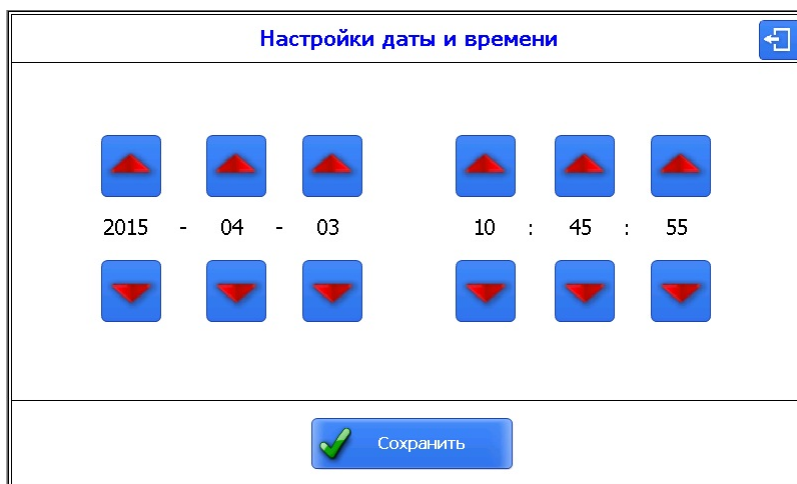 Настройки даты и времени
2015 - 04 - 03 10 : 45 : 55
Сохранить